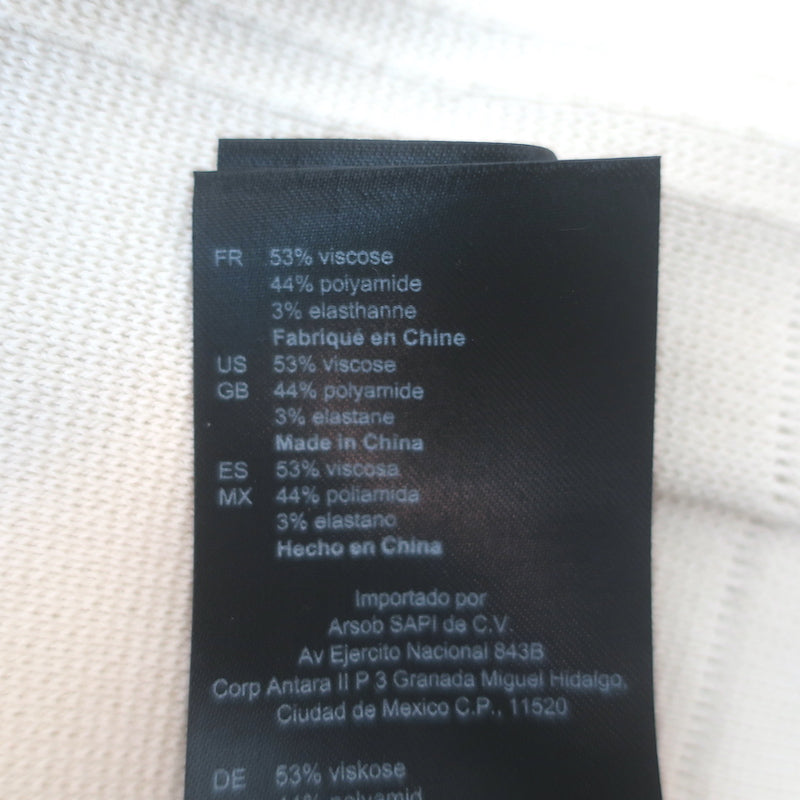 FR 53% viscose
44% polyamide
3% elasthanne
Fabriqué en Chine
US 53% viscose
GB 44% polyamide
3% elastane
Made in China
ES 53% viscosa
MX 44% poliamida
3% elastano
Hecho en China
Importado por
Arsob SAPI de C.V.
Av Ejercito Nacional 843B
Corp Antara II P 3 Granada Miguel Hidalgo,
Ciudad de Mexico C.P., 11520
DE 53% viskose
44% polyamid